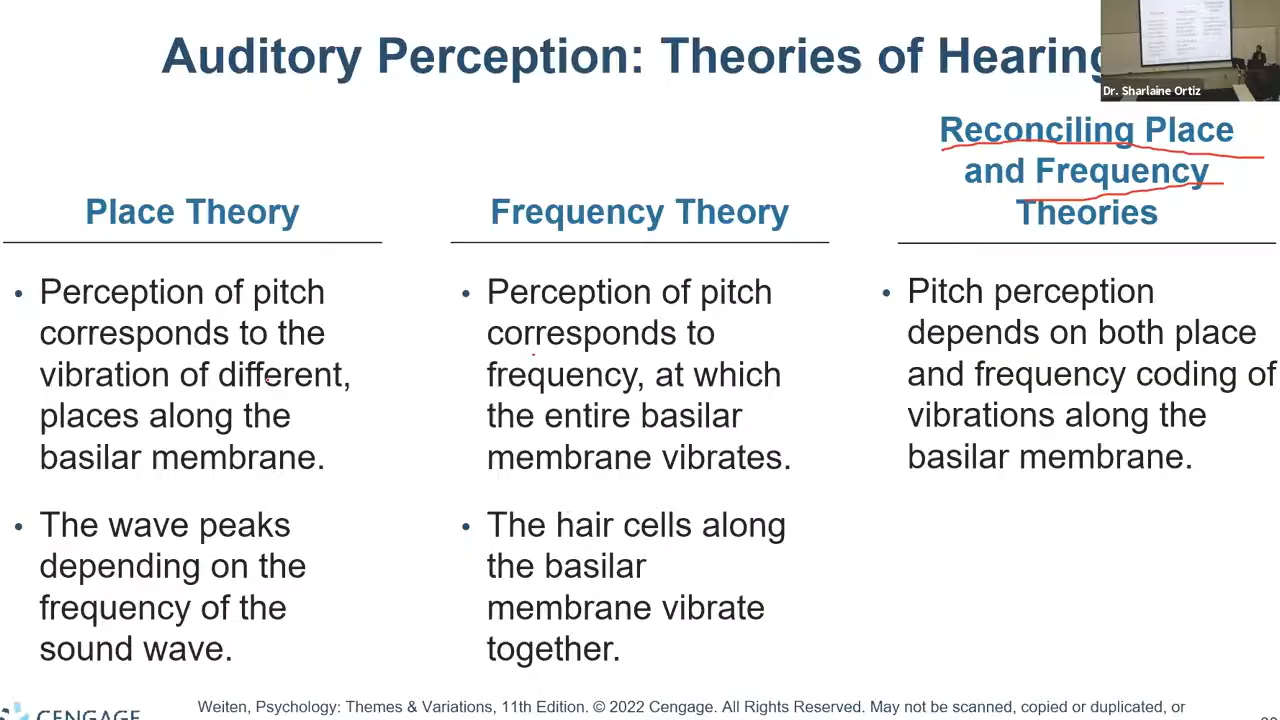 Auditory Perception: Theories of Hearing
Dr. Sharlaine Ortiz
Place Theory
• Perception of pitch
corresponds to the
vibration of different,
places along the
basilar membrane.
• The wave peaks
depending on the
frequency of the
sound wave.
Frequency Theory
• Perception of pitch
corresponds to
frequency, at which
the entire basilar
membrane vibrates.
• The hair cells along
the basilar
membrane vibrate
together.
Reconciling Place
and Frequency
Theories
• Pitch perception
depends on both place
and frequency coding of
vibrations along the
basilar membrane.
CENGAGE
Weiten, Psychology: Themes & Variations, 11th Edition. © 2022 Cengage. All Rights Reserved. May not be scanned, copied or duplicated, or